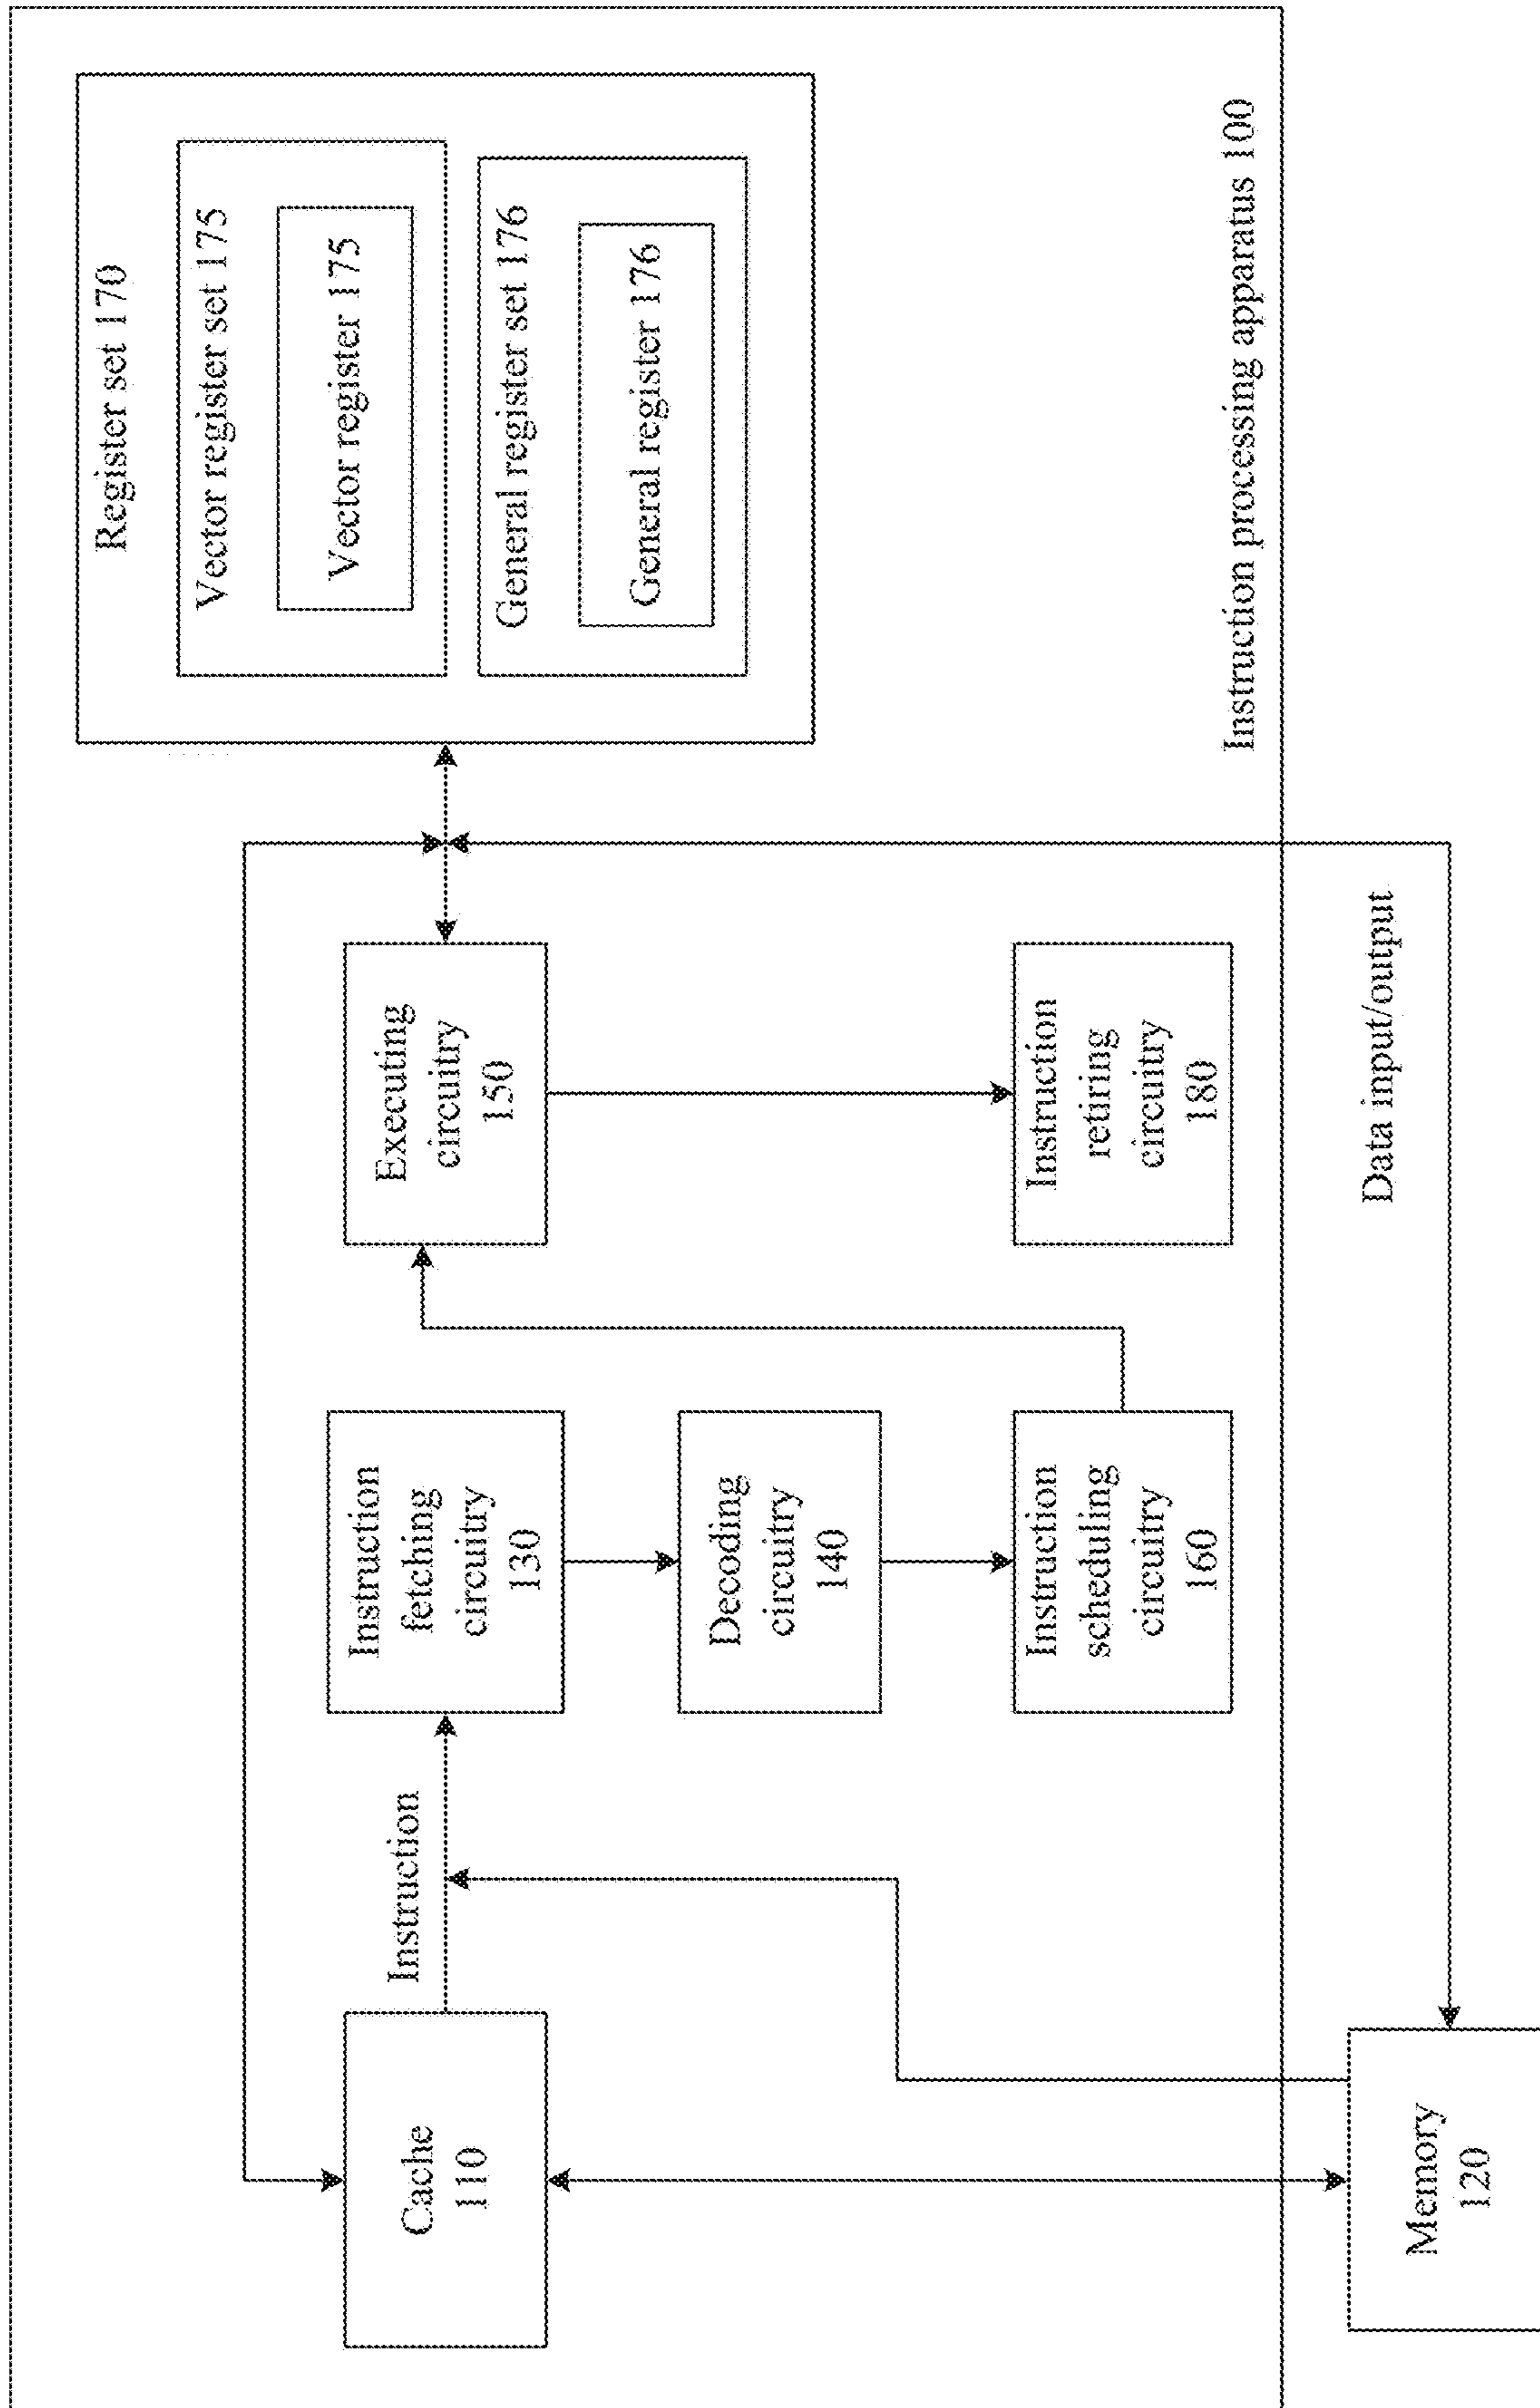 Register set 170
Vector register set 175
Vector register 175
General register set 176
General register 176
Instruction processing apparatus 100
Executing
circuitry
150
Instruction
retiring
circuitry
180
Data input/output
Instruction
fetching
circuitry
130
Decoding
circuitry
140
Instruction
scheduling
circuitry
160
Instruction
Cache
110
Memory
120